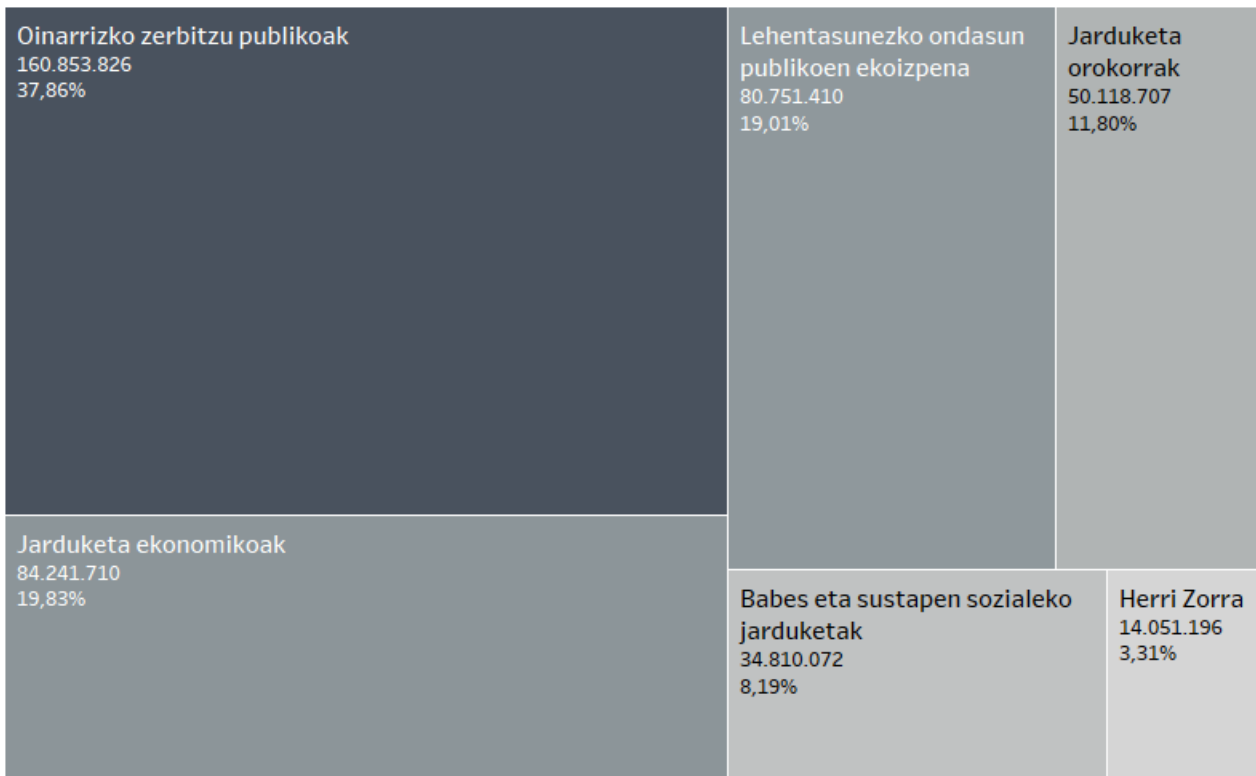 Oinarrizko zerbitzu publikoak
160.853.826
37,86%
Jarduketa ekonomikoak
84.241.710
19,83%
Lehentasunezko ondasun
publikoen ekoizpena
80.751.410
19,01%
Jarduketa
orokorrak
50.118.707
11,80%
Babes eta sustapen sozialeko
jarduketak
34.810.072
8,19%
Herri Zorra
14.051.196
3,31%